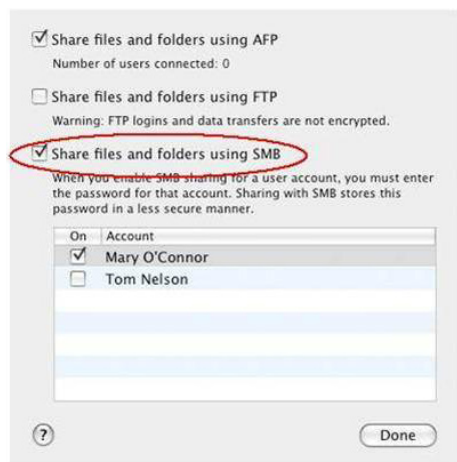 Share files and folders using AFP
Number of users connected: 0
Share files and folders using FTP
Warning: FTP logins and data transfers are not encrypted.
Share files and folders using SMB
When you enable SMB sharing for a user account, you must enter
the password for that account. Sharing with SMB stores this
password in a less secure manner.
On Account
Mary O'Connor
Tom Nelson
? Done